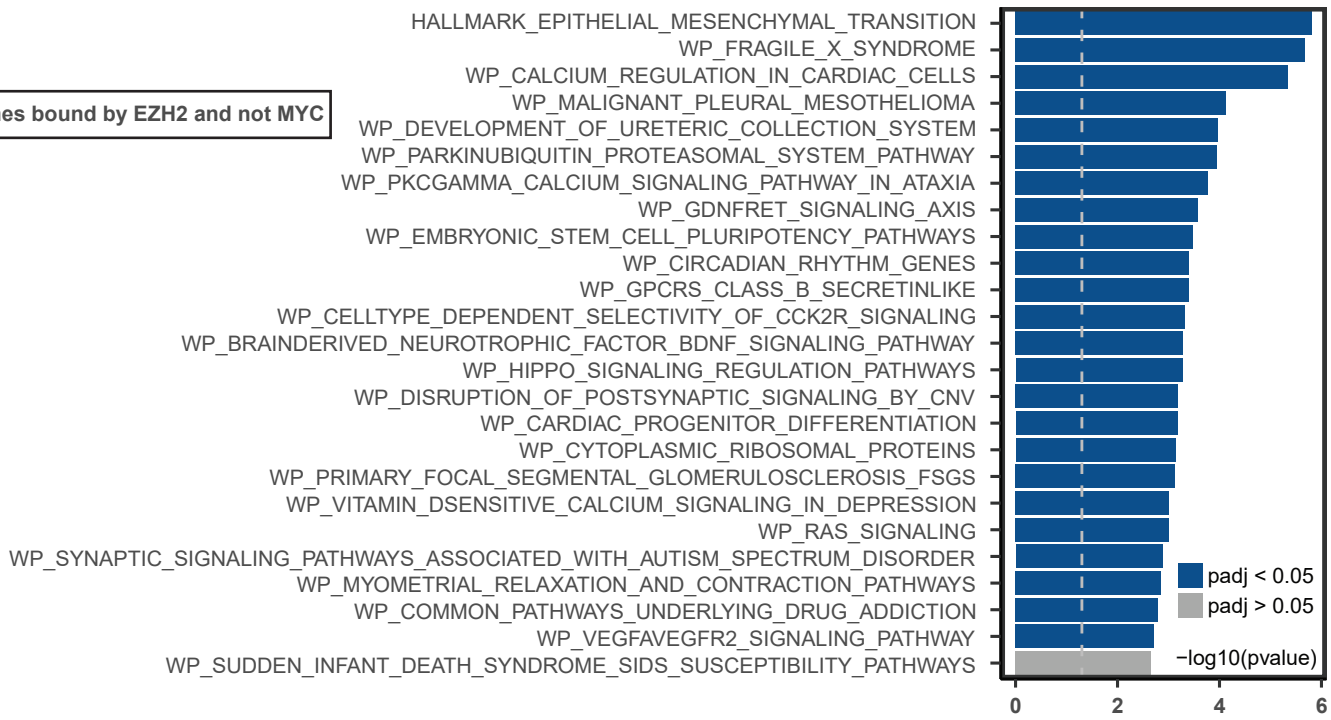 HALLMARK_EPITHELIAL_MESENCHYMAL_TRANSITION
WP_FRAGILE_X_SYNDROME
WP_CALCIUM_REGULATION_IN_CARDIAC_CELLS
WP_MALIGNANT_PLEURAL_MESOTHELIOMA
bound by EZH2 and not MYC
WP_DEVELOPMENT_OF_URETERIC_COLLECTION_SYSTEM
WP_PARKINUBIQUITIN_PROTEASOMAL_SYSTEM_PATHWAY
WP_PKCGAMMA_CALCIUM_SIGNALING_PATHWAY_IN_ATAXIA
WP_GDNFRET_SIGNALING_AXIS
WP_EMBRYONIC_STEM_CELL_PLURIPOTENCY_PATHWAYS
WP_CIRCADIAN_RHYTHM_GENES
WP_GPCRS_CLASS_B_SECRETINLIKE
WP_CELLTYPE_DEPENDENT_SELECTIVITY_OF_CCK2R_SIGNALING
WP_BRAINDERIVED_NEUROTROPHIC_FACTOR_BDNF_SIGNALING_PATHWAY
WP_HIPPO_SIGNALING_REGULATION_PATHWAYS
WP_DISRUPTION_OF_POSTSYNAPTIC_SIGNALING_BY_CNV
WP_CARDIAC_PROGENITOR_DIFFERENTIATION
WP_CYTOPLASMIC_RIBOSOMAL_PROTEINS
WP_PRIMARY_FOCAL_SEGMENTAL_GLOMERULOSCLEROSIS_FSGS
WP_VITAMIN_DSENSITIVE_CALCIUM_SIGNALING_IN_DEPRESSION
WP_RAS_SIGNALING
WP_SYNAPTIC_SIGNALING_PATHWAYS_ASSOCIATED_WITH_AUTISM_SPECTRUM_DISORDER
WP_MYOMETRIAL_RELAXATION_AND_CONTRACTION_PATHWAYS
WP_COMMON_PATHWAYS_UNDERLYING_DRUG_ADDICTION
WP_VEGFAVEGFR2_SIGNALING_PATHWAY
WP_SUDDEN_INFANT_DEATH_SYNDROME_SIDS_SUSCEPTIBILITY_PATHWAYS
padj < 0.05
padj > 0.05
−log10(pvalue)
0 2 4 6